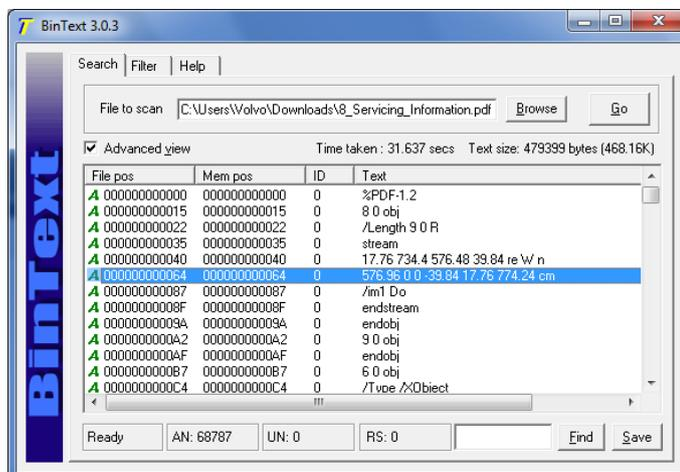 BinText 3.0.3
Search Filter Help
File to scan C:\Users\Volvo\Downloads\8_Servicing_Information.pdf Browse Go
Advanced view Time taken : 31.637 secs Text size: 479399 bytes (468.16K)
File pos Mem pos ID Text
A 000000000000 000000000000 0 %PDF-1.2
A 000000000015 000000000015 0 8 0 obj
A 000000000022 000000000022 0 /Length 9 0 R
A 000000000035 000000000035 0 stream
A 000000000040 000000000040 0 17.76 734.4 576.48 39.84 re W n
A 000000000064 000000000064 0 576.96 0 0 -39.84 17.76 774.24 cm
A 000000000087 000000000087 0 /im1 Do
A 00000000008F 00000000008F 0 endstream
A 00000000009A 00000000009A 0 endobj
A 0000000000A2 0000000000A2 0 9 0 obj
A 0000000000AF 0000000000AF 0 endobj
A 0000000000B7 0000000000B7 0 6 0 obj
A 0000000000C4 0000000000C4 0 /Type /XObject
BinText
Ready AN: 68787 UN: 0 RS: 0 Find Save